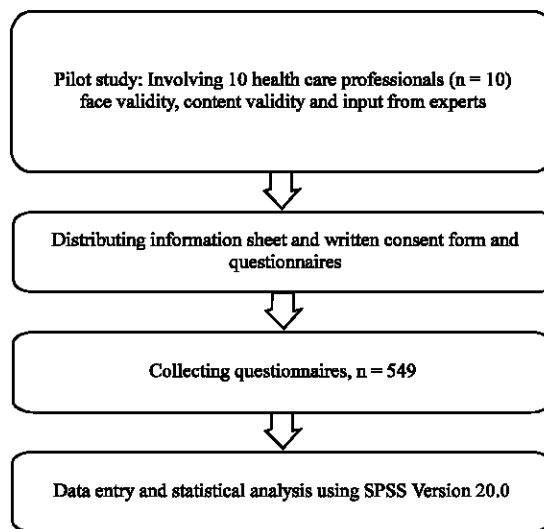 Pilot study: Involving 10 health care professionals (n = 10)
face validity, content validity and input from experts
Distributing information sheet and written consent form and
questionnaires
Collecting questionnaires, n = 549
Data entry and statistical analysis using SPSS Version 20.0